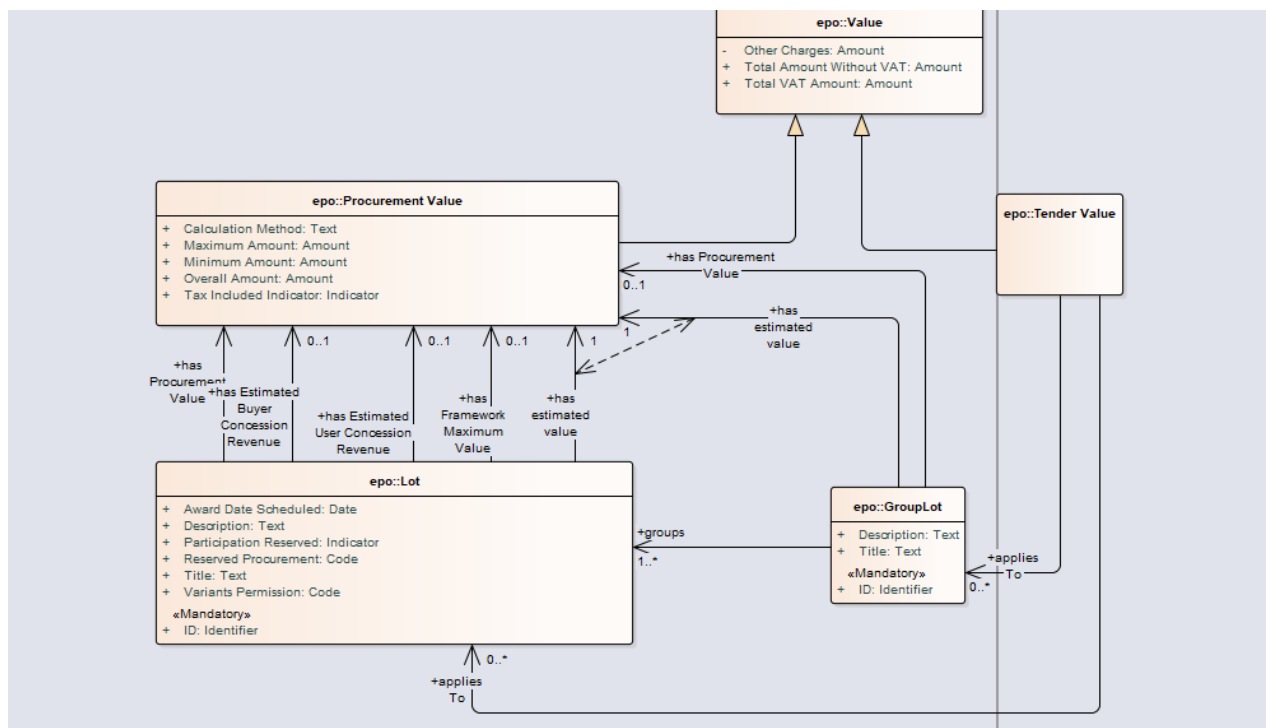 epo::Value
- Other Charges: Amount
+ Total Amount Without VAT: Amount
+ Total VAT Amount: Amount
epo::Procurement Value
+ Calculation Method: Text
+ Maximum Amount: Amount
+ Minimum Amount: Amount
+ Overall Amount: Amount
+ Tax Included Indicator: Indicator
epo::Tender Value
+has Procurement
Value
0..1
+has
estimated
value
1
0..1
0..1
0..1
1
+has
Procurement
Value
+has Estimated
Buyer
Concession
Revenue
+has Estimated
User Concession
Revenue
+has
Framework
Maximum
Value
+has
estimated
value
epo::Lot
+ Award Date Scheduled: Date
+ Description: Text
+ Participation Reserved: Indicator
+ Reserved Procurement: Code
+ Title: Text
+ Variants Permission: Code
«Mandatory»
+ ID: Identifier
+groups
1..*
epo::GroupLot
+ Description: Text
+ Title: Text
«Mandatory»
+ ID: Identifier
+applies
To
0..*
0..*
+applies
To